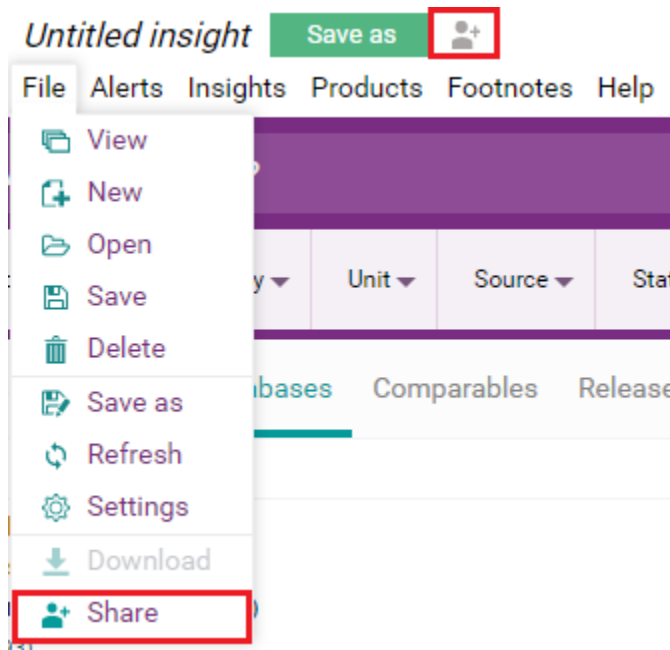 Untitled insight Save as
File Alerts Insights Products Footnotes Help
View
New
Open
Unit Source
Save
Delete
Comparables
Save as
Refresh
Settings
Download
Share